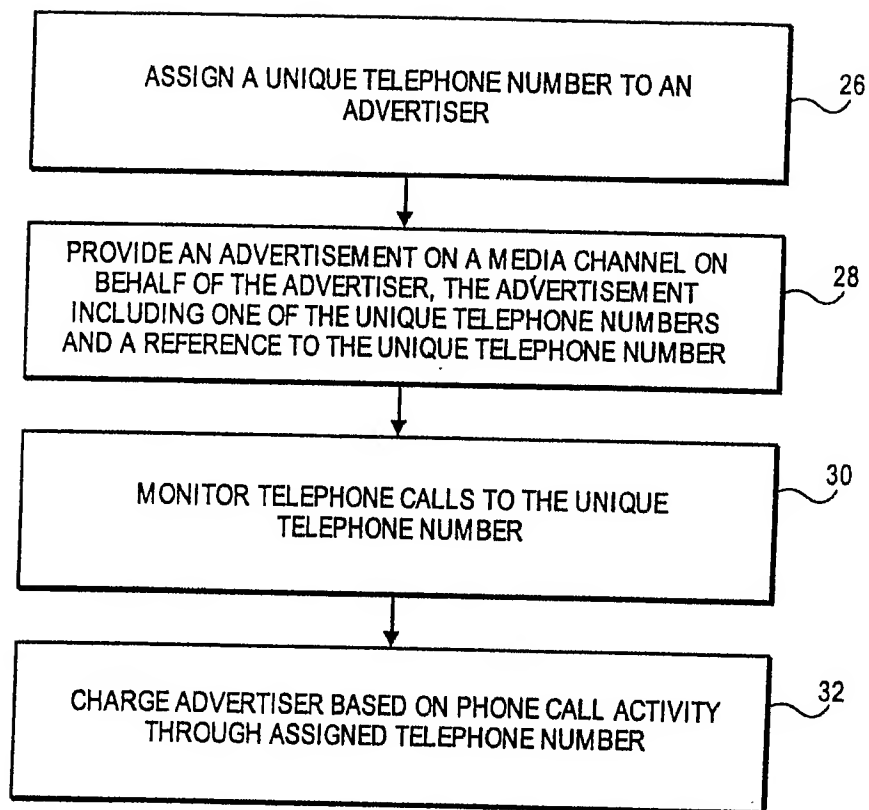 ASSIGN A UNIQUE TELEPHONE NUMBER TO AN
ADVERTISER
26
PROVIDE AN ADVERTISEMENT ON A MEDIA CHANNEL ON
BEHALF OF THE ADVERTISER, THE ADVERTISEMENT
INCLUDING ONE OF THE UNIQUE TELEPHONE NUMBERS
AND A REFERENCE TO THE UNIQUE TELEPHONE NUMBER
28
MONITOR TELEPHONE CALLS TO THE UNIQUE
TELEPHONE NUMBER
30
CHARGE ADVERTISER BASED ON PHONE CALL ACTIVITY
THROUGH ASSIGNED TELEPHONE NUMBER
32